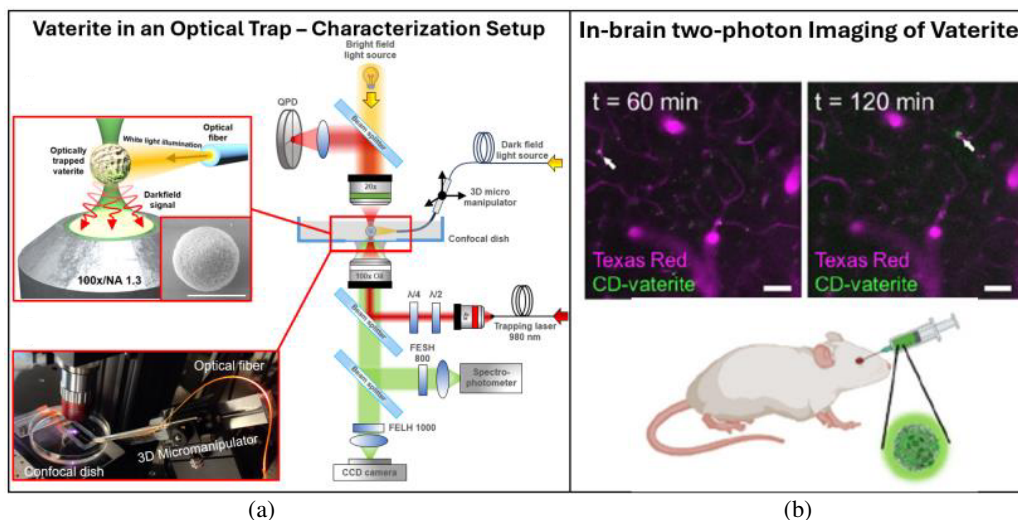 Vaterite in an Optical Trap – Characterization Setup
Bright field
light source
QPD
Beam splitter
Dark field
light source
20x
3D micro
manipulator
Confocal dish
100x Oil
λ/4
λ/2
4x
Trapping laser
980 nm
Beam splitter
FESH
800
Spectro-
photometer
Beam splitter
FELH 1000
CCD camera
White light illumination
Optical
fiber
Optically
trapped
vaterite
Darkfield
signal
100x/NA 1.3
Optical fiber
3D Micromanipulator
Confocal dish
(a)
In-brain two-photon Imaging of Vaterite
t = 60 min
Texas Red
CD-vaterite
t = 120 min
Texas Red
CD-vaterite
(b)